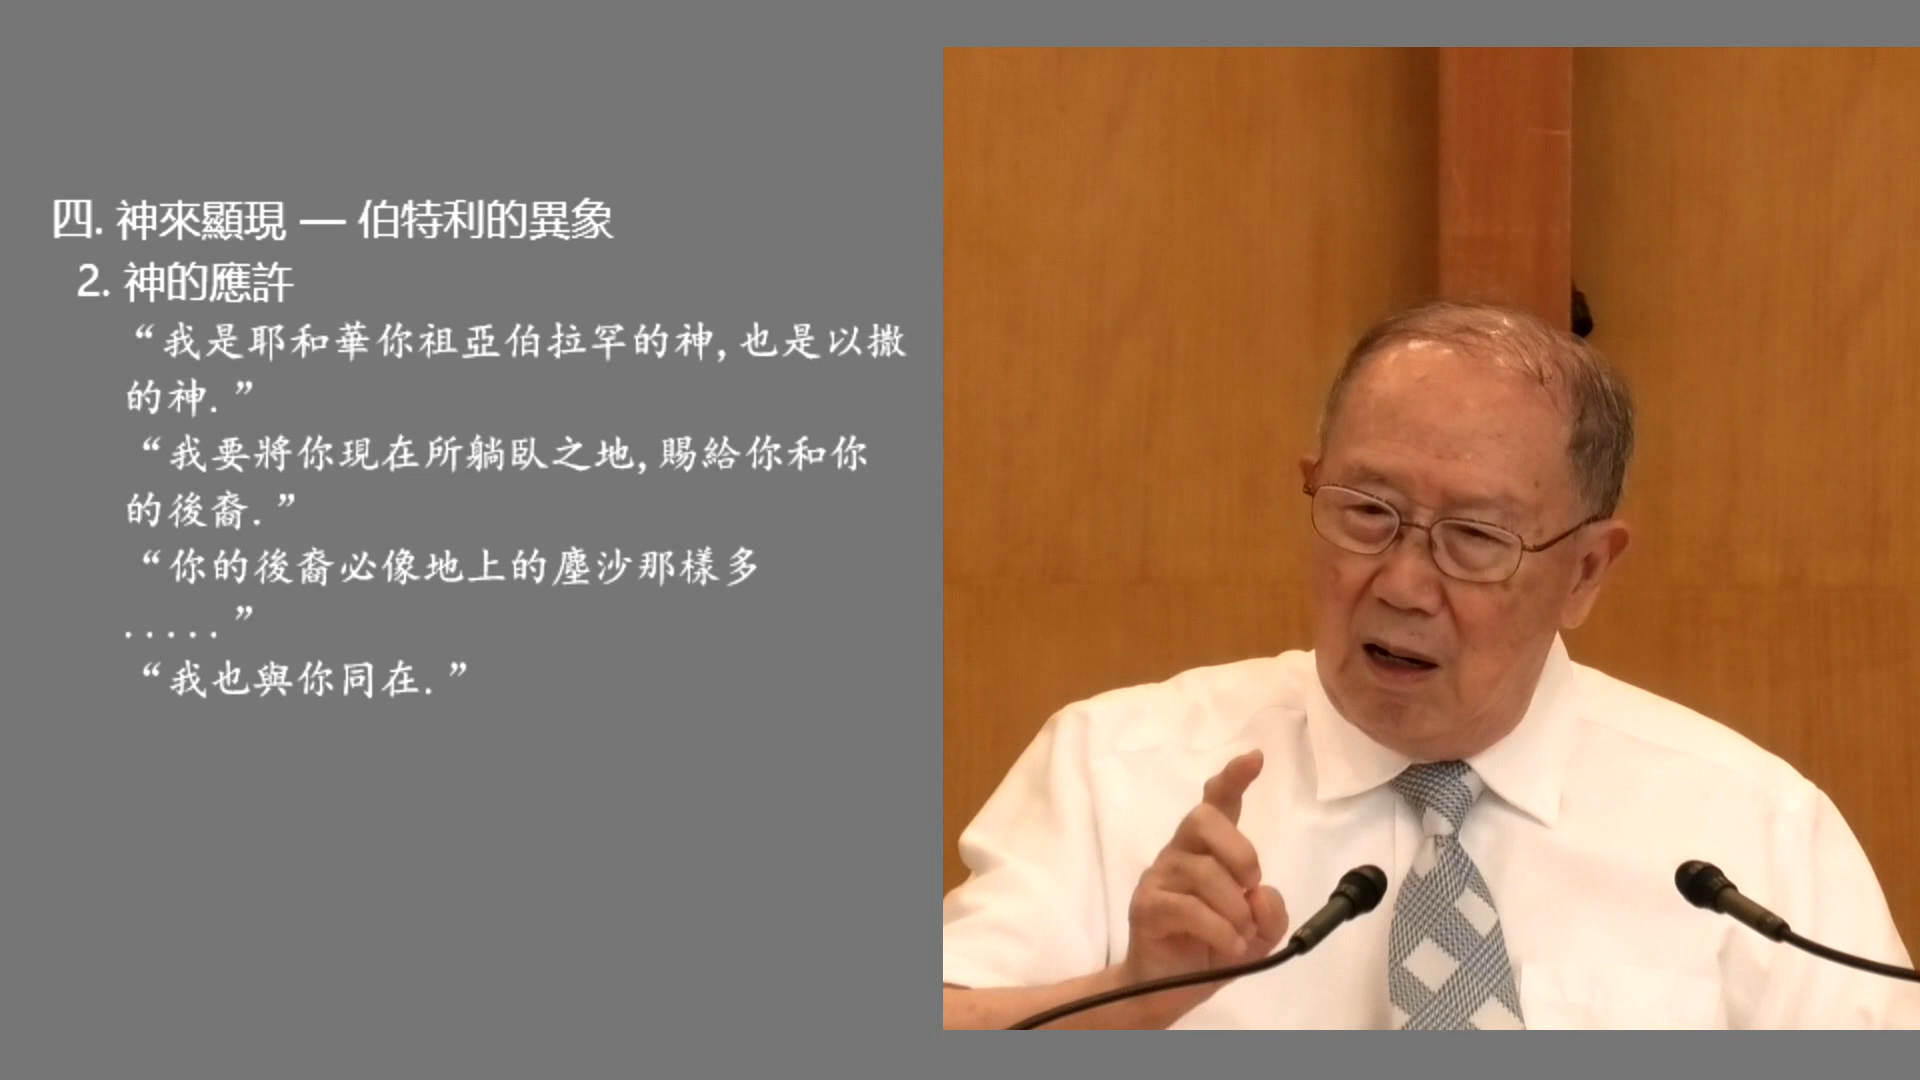 四. 神來顯現 — 伯特利的異象
2. 神的應許
“我是耶和華你祖亞伯拉罕的神, 也是以撒
的神. ”
“我要將你現在所躺臥之地, 賜給你和你
的後裔. ”
“你的後裔必像地上的塵沙那樣多
. . . . . ”
“我也與你同在. ”